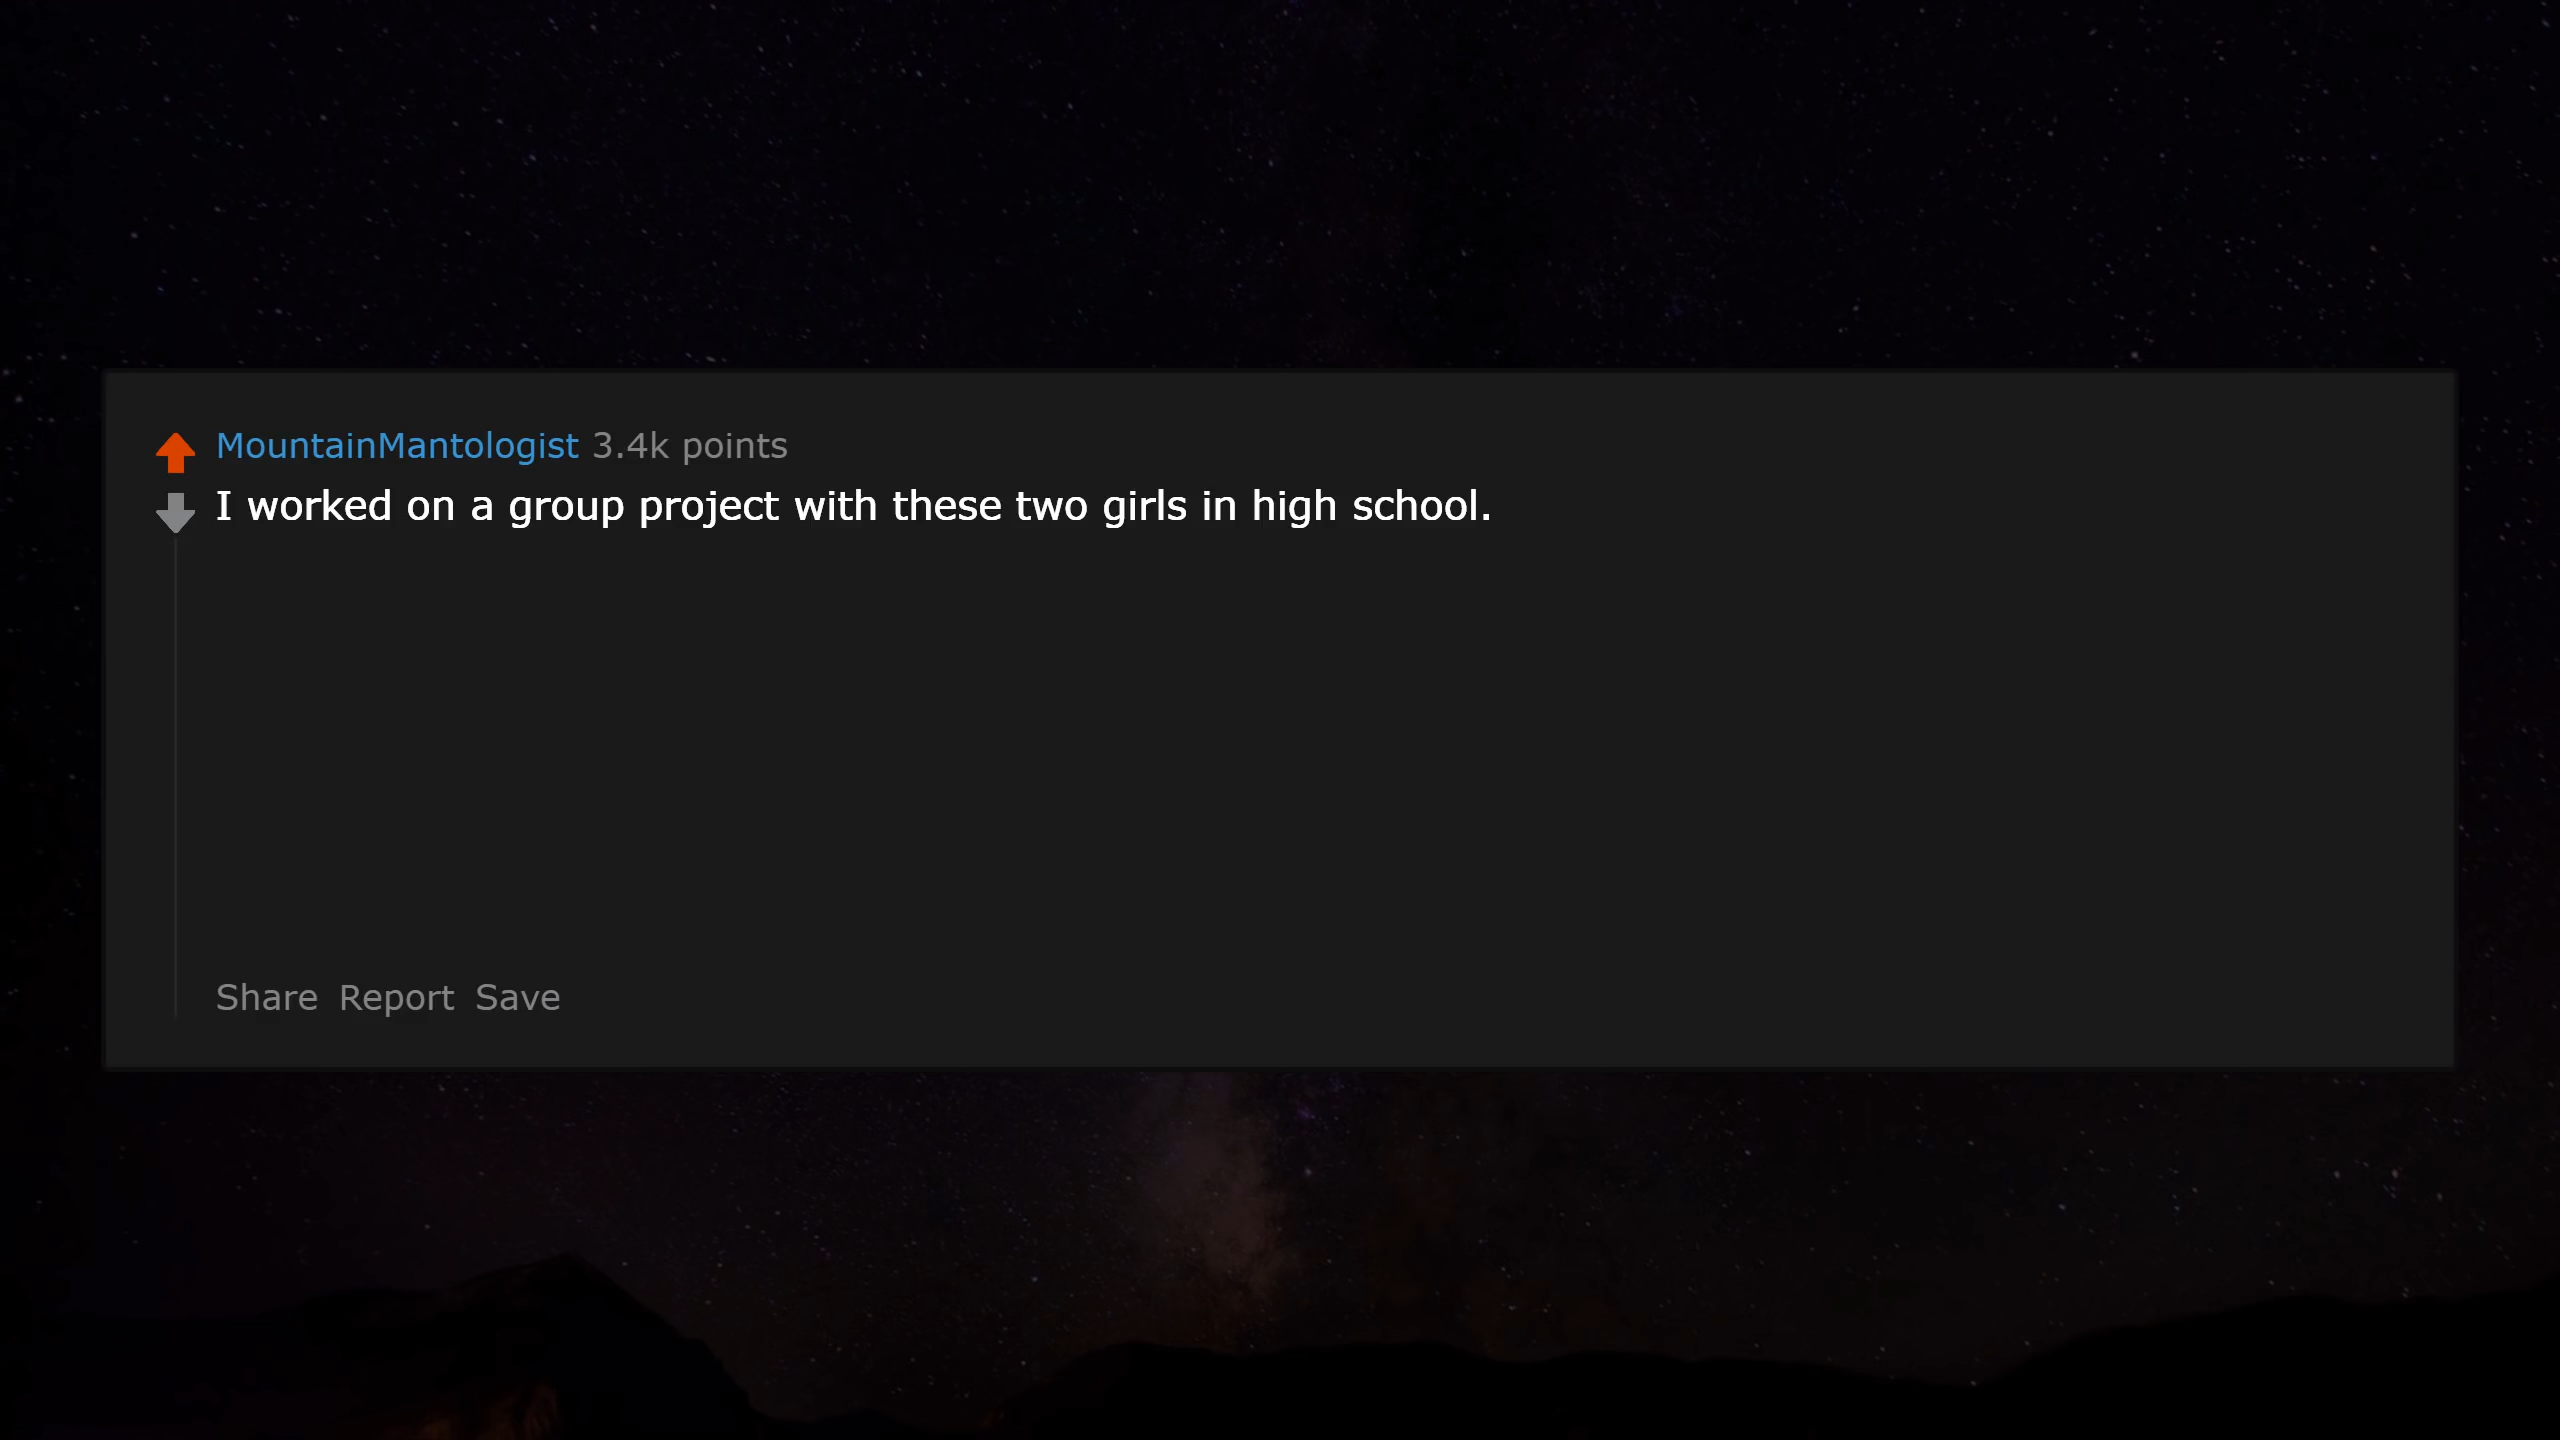 MountainMantologist 3.4k points
I worked on a group project with these two girls in high school.
Share Report Save